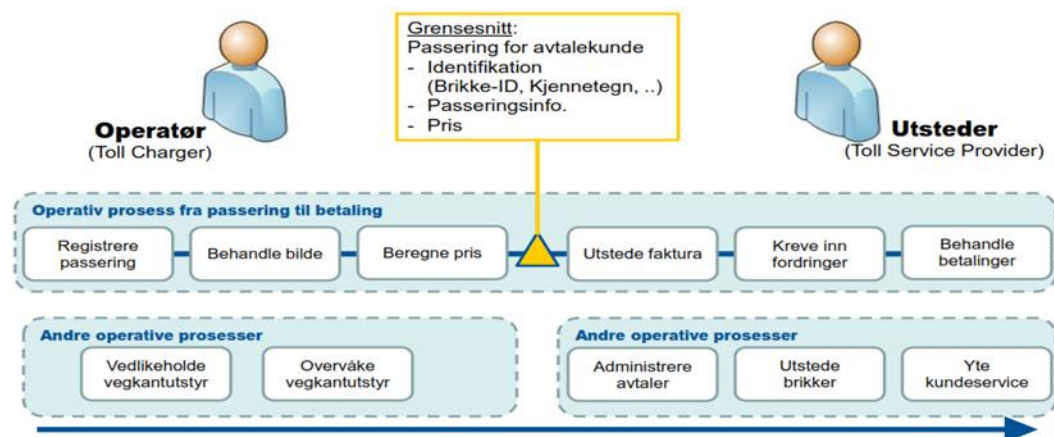 Grensesnitt:
Passering for avtalekunde
- Identifikation
(Brikke-ID, Kjennetegn, ..)
- Passeringsinfo.
- Pris
Operatør
(Toll Charger)
Utsteder
(Toll Service Provider)
Operativ prosess fra passering til betaling
Registrere
passering
Behandle bilde
Beregne pris
Utstede faktura
Kreve inn
fordringer
Behandle
betalinger
Andre operative prosesser
Vedlikeholde
vegkantutstyr
Overvåke
vegkantutstyr
Andre operative prosesser
Administrere
avtaler
Utstede
brikker
Yte
kundeservice